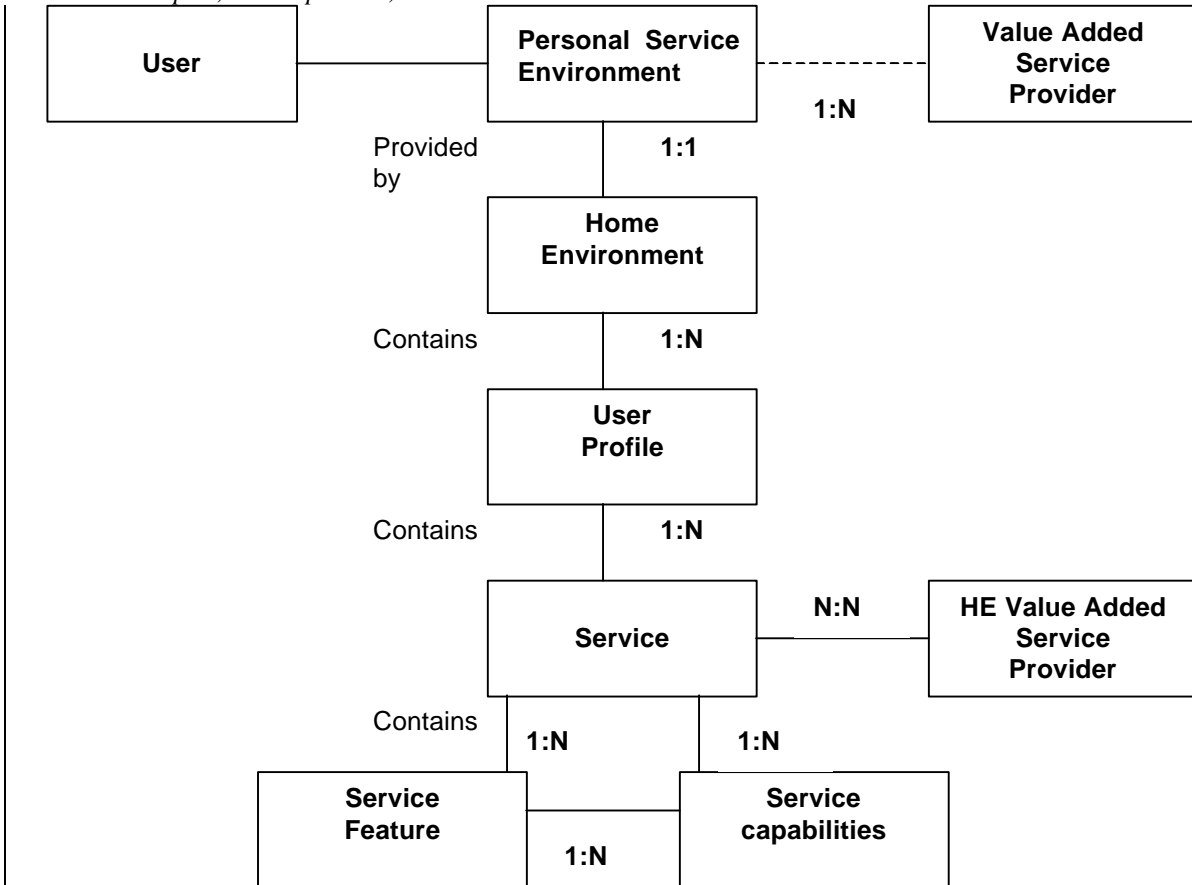 User
Personal Service
Environment
Value Added
Service
Provider
1:N
Provided
by
1:1
Home
Environment
Contains
1:N
User
Profile
Contains
1:N
Service
N:N
HE Value Added
Service
Provider
Contains
1:N
1:N
Service
Feature
Service
capabilities
1:N